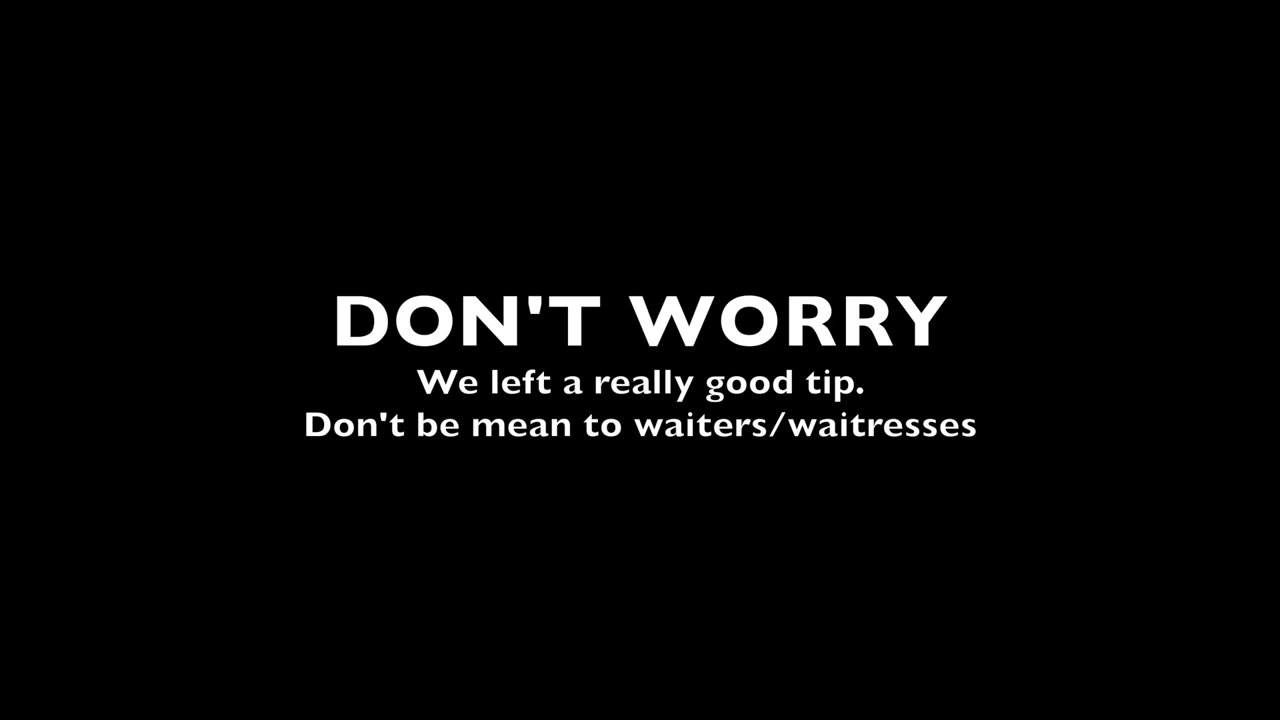 DON'T WORRY
We left a really good tip.
Don't be mean to waiters/waitresses